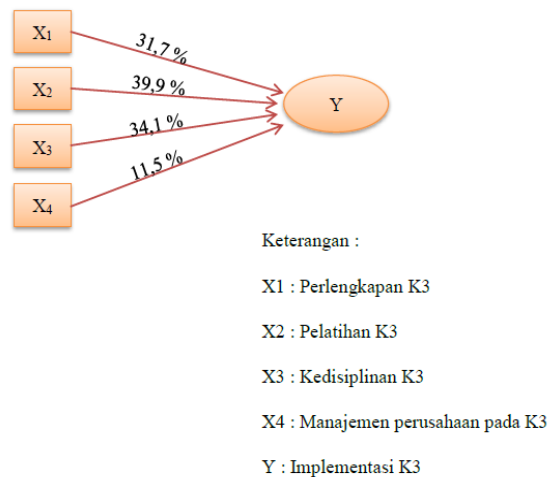 X1
31,7 %
X2
39,9 %
Y
X3
34,1 %
X4
11,5 %
Keterangan :
X1 : Perlengkapan K3
X2 : Pelatihan K3
X3 : Kedisiplinan K3
X4 : Manajemen perusahaan pada K3
Y : Implementasi K3